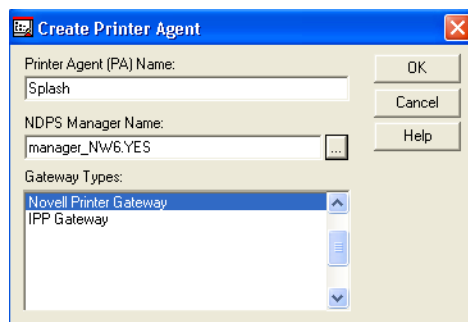 Create Printer Agent
Printer Agent (PA) Name:
Splash
OK
Cancel
NDPS Manager Name:
Help
manager_NW6.YES
...
Gateway Types:
Novell Printer Gateway
IPP Gateway